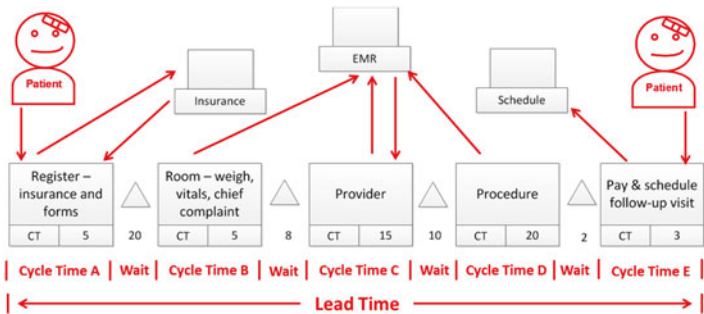 Patient
Insurance
EMR
Schedule
Patient
Register –
insurance and
forms
CT 5
20
Room – weigh,
vitals, chief
complaint
CT 5
8
Provider
CT 15
10
Procedure
CT 20
2
Pay & schedule
follow-up visit
CT 3
Cycle Time A Wait Cycle Time B Wait Cycle Time C Wait Cycle Time D Wait Cycle Time E
Lead Time